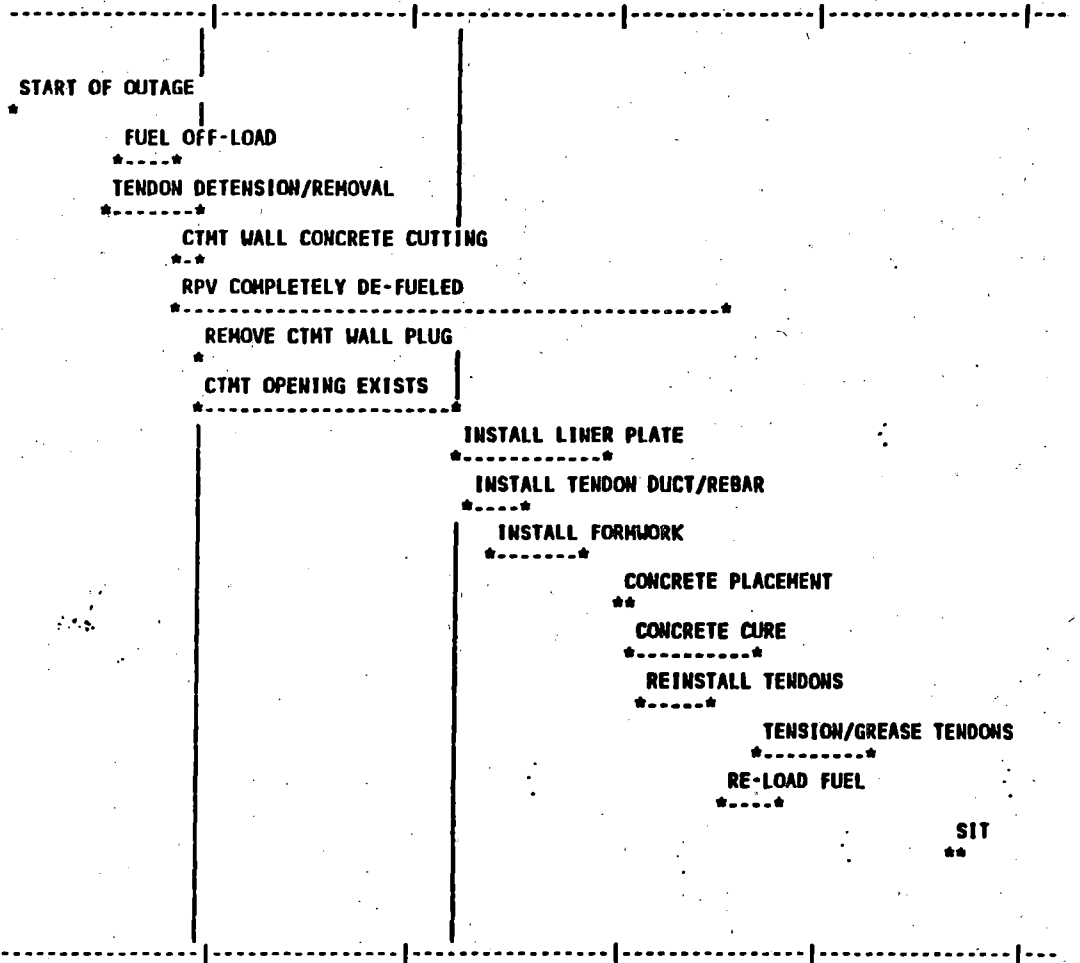 START OF OUTAGE
FUEL OFF-LOAD
TENDON DETENSION/REMOVAL
CTMT WALL CONCRETE CUTTING
RPV COMPLETELY DE-FUELED
REMOVE CTMT WALL PLUG
CTMT OPENING EXISTS
INSTALL LINER PLATE
INSTALL TENDON DUCT/REBAR
INSTALL FORMWORK
CONCRETE PLACEMENT
CONCRETE CURE
REINSTALL TENDONS
TENSION/GREASE TENDONS
RE-LOAD FUEL
SIT